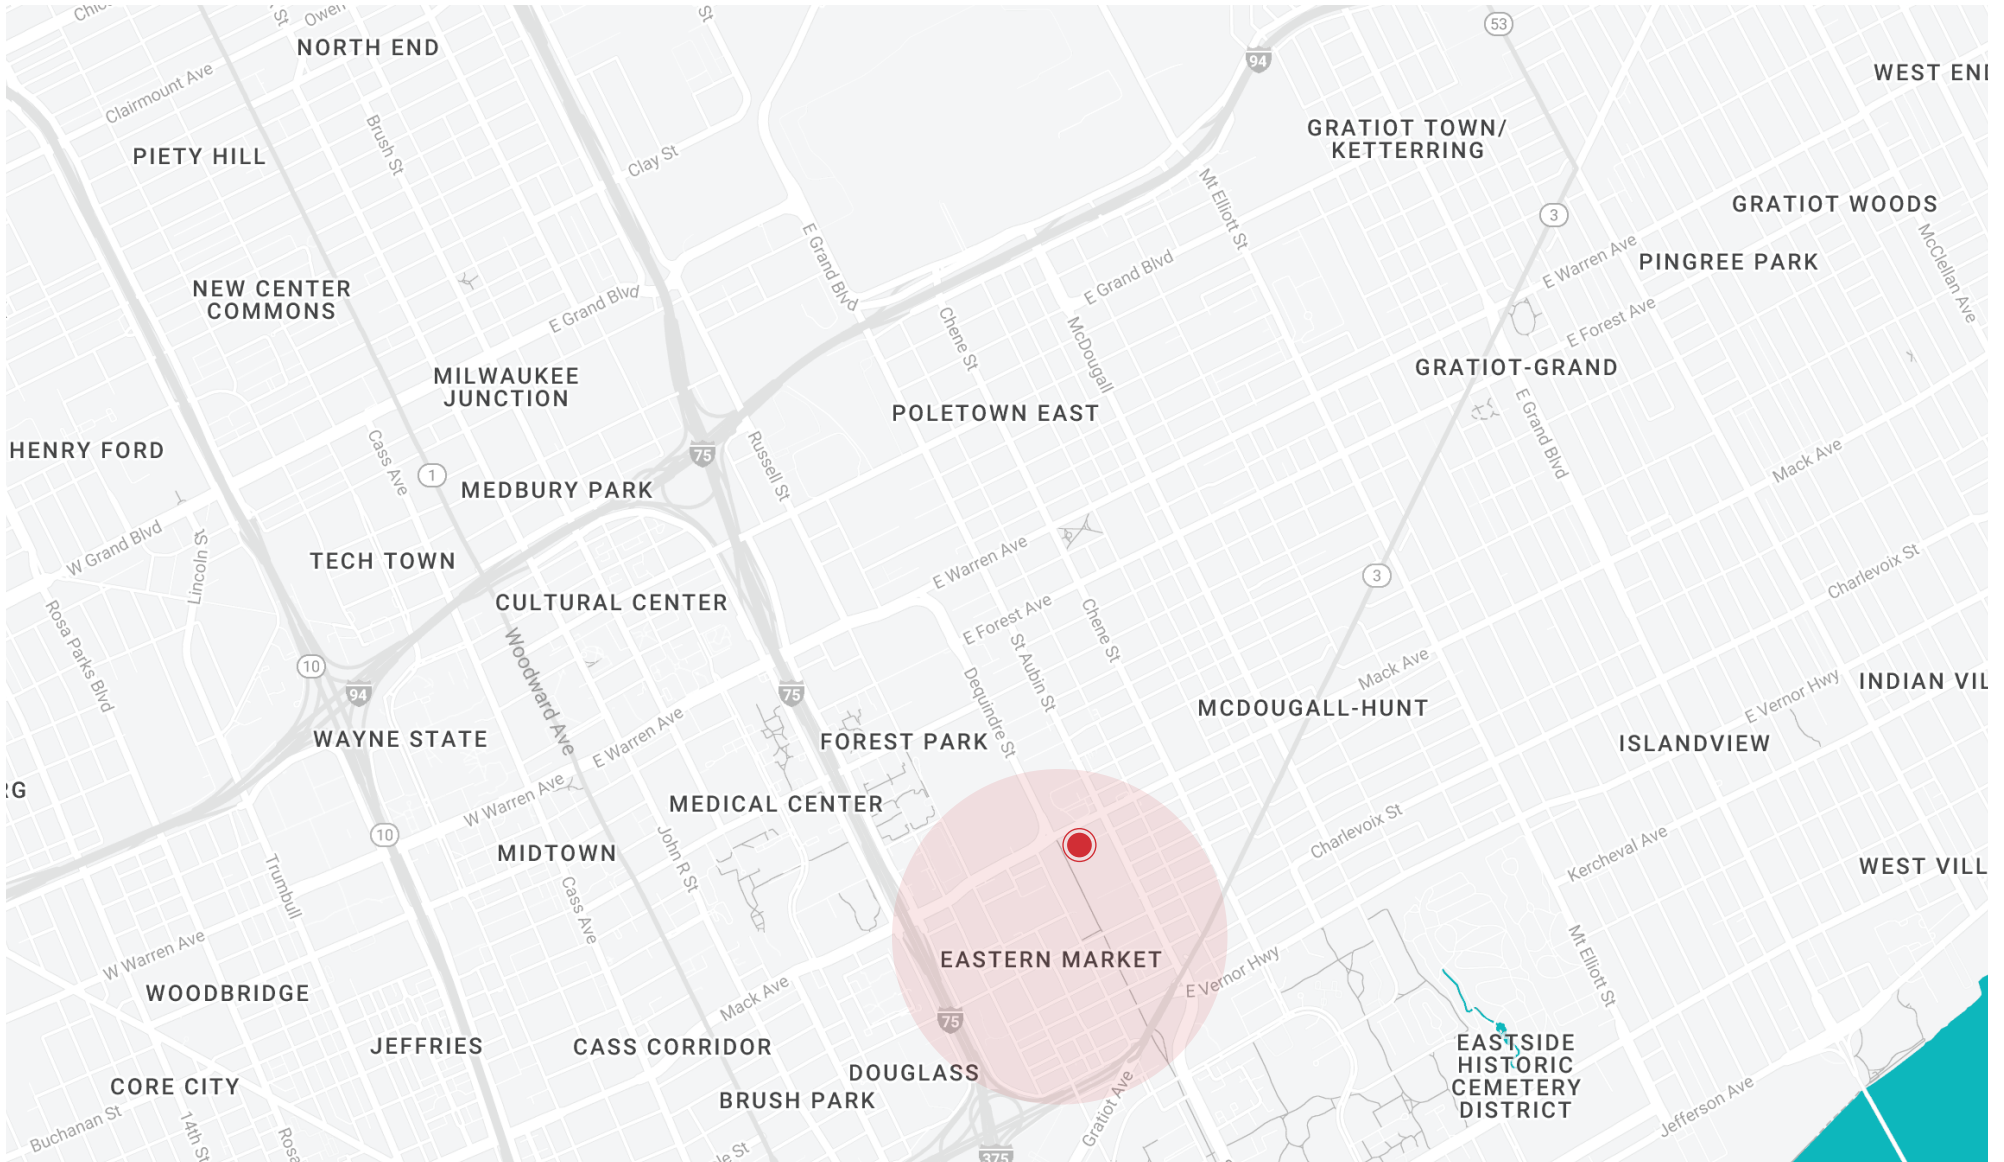 Owen
St
St
53
NORTH END
94
WEST END
Clairmount Ave
Brush St
PIETY HILL
Clay St
GRATIOT TOWN/
KETTERRING
Mt Elliott St
GRATIOT WOODS
3
E Grand Blvd
McClellan Ave
E Warren Ave
PINGREE PARK
NEW CENTER
COMMONS
E Grand Blvd
E Grand Blvd
Chene St
McDougall
E Forest Ave
GRATIOT-GRAND
MILWAUKEE
JUNCTION
POLETOWN EAST
E Grand Blvd
HENRY FORD
Cass Ave
1
75
Russell St
Mack Ave
MEDBURY PARK
W Grand Blvd
Lincoln St
TECH TOWN
E Warren Ave
3
Charlevoix St
CULTURAL CENTER
E Forest Ave
Chene St
Rosa Parks Blvd
10
94
Woodward Ave
75
St Aubin St
Dequindre St
Mack Ave
MCDOUGALL-HUNT
E Vernor Hwy
INDIAN VIL
WAYNE STATE
E Warren Ave
FOREST PARK
ISLANDVIEW
RG
W Warren Ave
MEDICAL CENTER
10
MIDTOWN
John R St
Charlevoix St
Kercheval Ave
WEST VILL
Trumbull
Cass Ave
W Warren Ave
EASTERN MARKET
E Vernor Hwy
Mt Elliott St
WOODBRIDGE
Mack Ave
75
JEFFRIES
CASS CORRIDOR
DOUGLASS
EASTSIDE
HISTORIC
CEMETERY
DISTRICT
CORE CITY
BRUSH PARK
Gratiot Ave
Jefferson Ave
Buchanan St
14th St
Rosa
le St
375